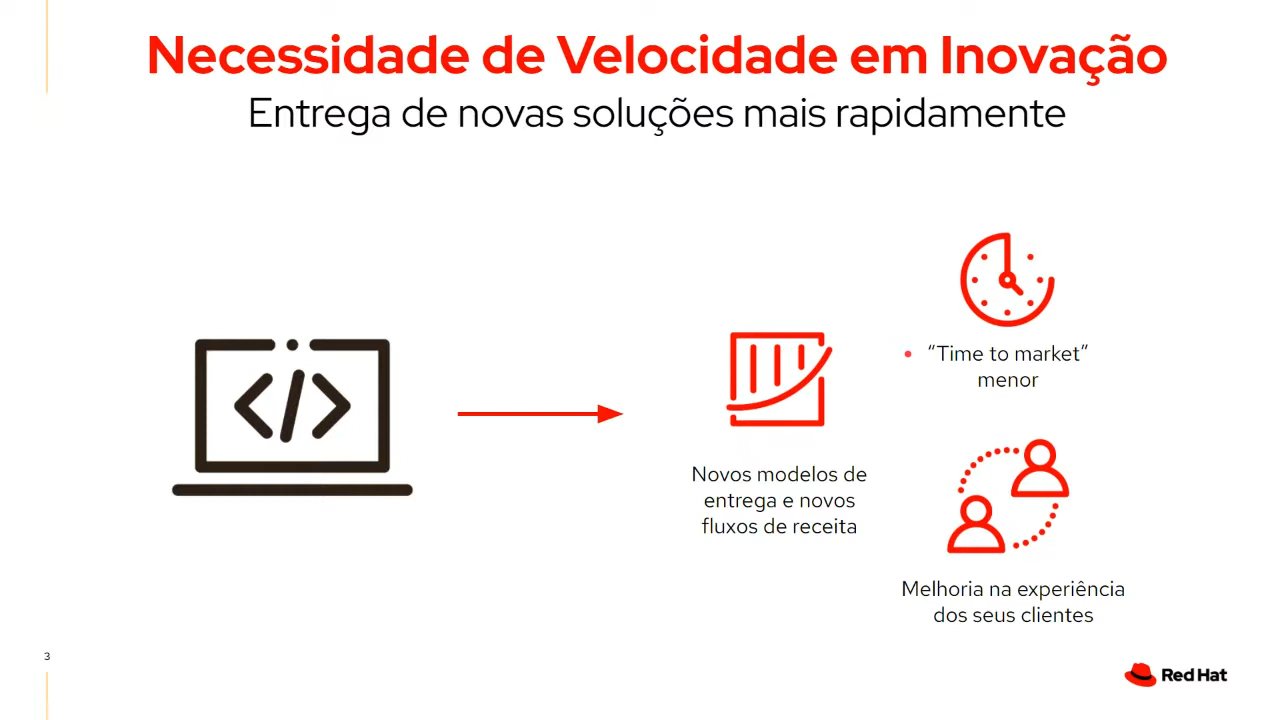 Necessidade de Velocidade em Inovação
Entrega de novas soluções mais rapidamente
• “Time to market”
menor
Novos modelos de
entrega e novos
fluxos de receita
Melhoria na experiência
dos seus clientes
3
Red Hat